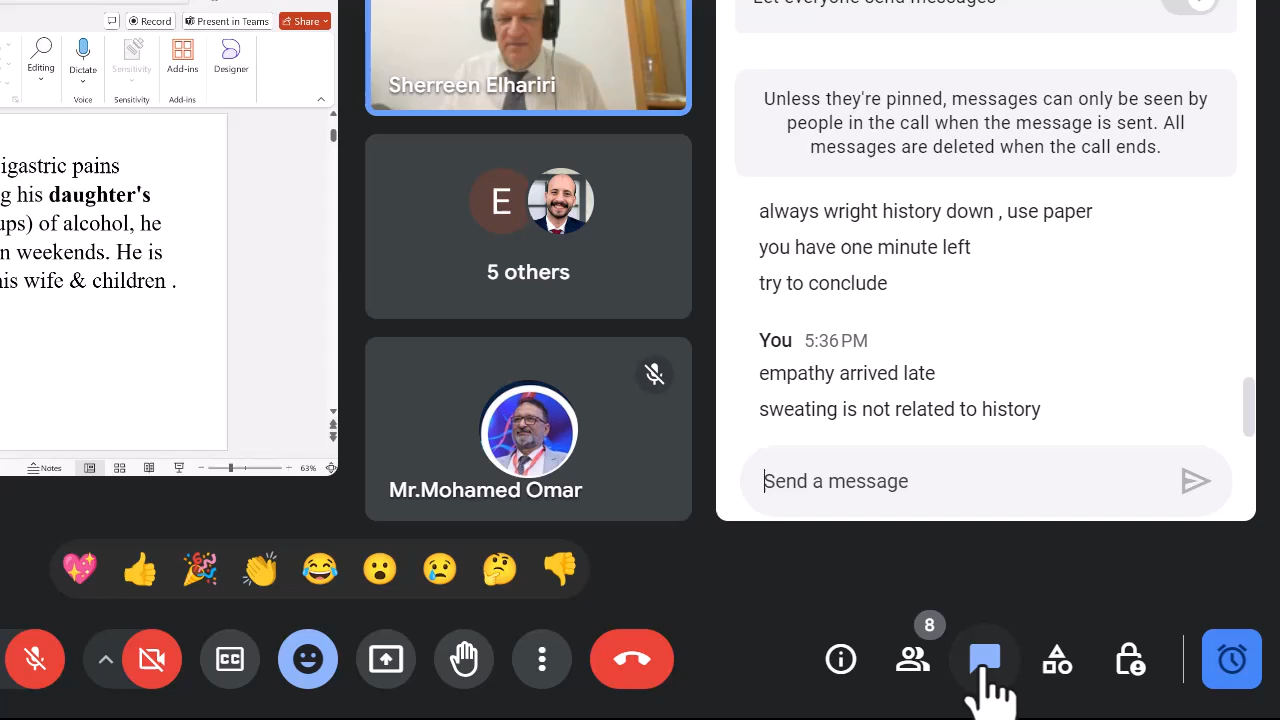 Record
Present in Teams
Share
Editing
Dictate
Sensitivity
Add-ins
Designer
Voice
Sensitivity
Add-ins
igastric pains
g his daughter's
ups) of alcohol, he
n weekends. He is
his wife & children .
Notes
63%
Sherreen Elhariri
E
5 others
Mr.Mohamed Omar
Let everyone send messages
Unless they're pinned, messages can only be seen by
people in the call when the message is sent. All
messages are deleted when the call ends.
always wright history down , use paper
you have one minute left
try to conclude
You 5:36 PM
empathy arrived late
sweating is not related to history
Send a message
CC
8